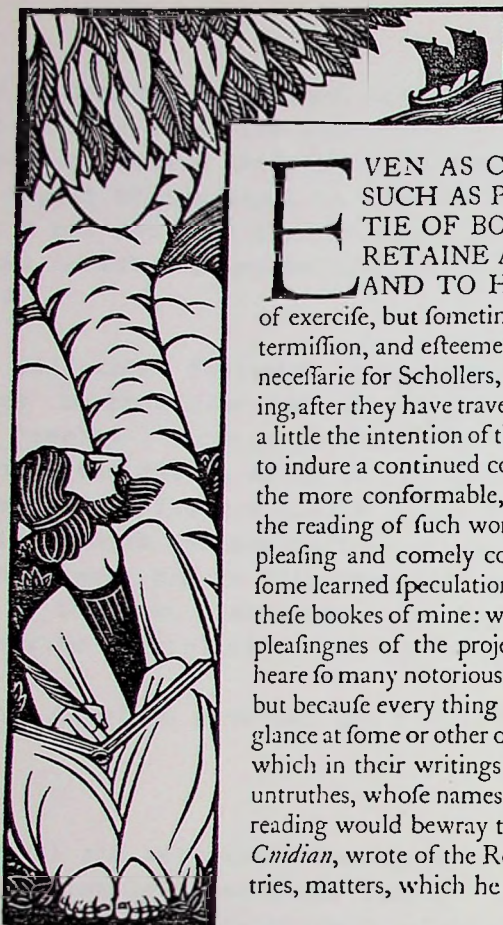 EVEN AS C
SUCH AS P
TIE OF BO
RETAINE A
AND TO H
of exerciſe, but ſometin
termiſſion, and eſteeme
neceſſarie for Schollers,
ing, after they have trave
a little the intention of t
to indure a continued co
the more conformable,
the reading of ſuch wor
pleaſing and comely co
ſome learned ſpeculation
theſe bookes of mine: w
pleaſingnes of the proje
heare ſo many notorious
but becauſe every thing
glance at ſome or other o
which in their writings
untruthes, whoſe names
reading would bewray t
Cnidian, wrote of the R
tries, matters, which he